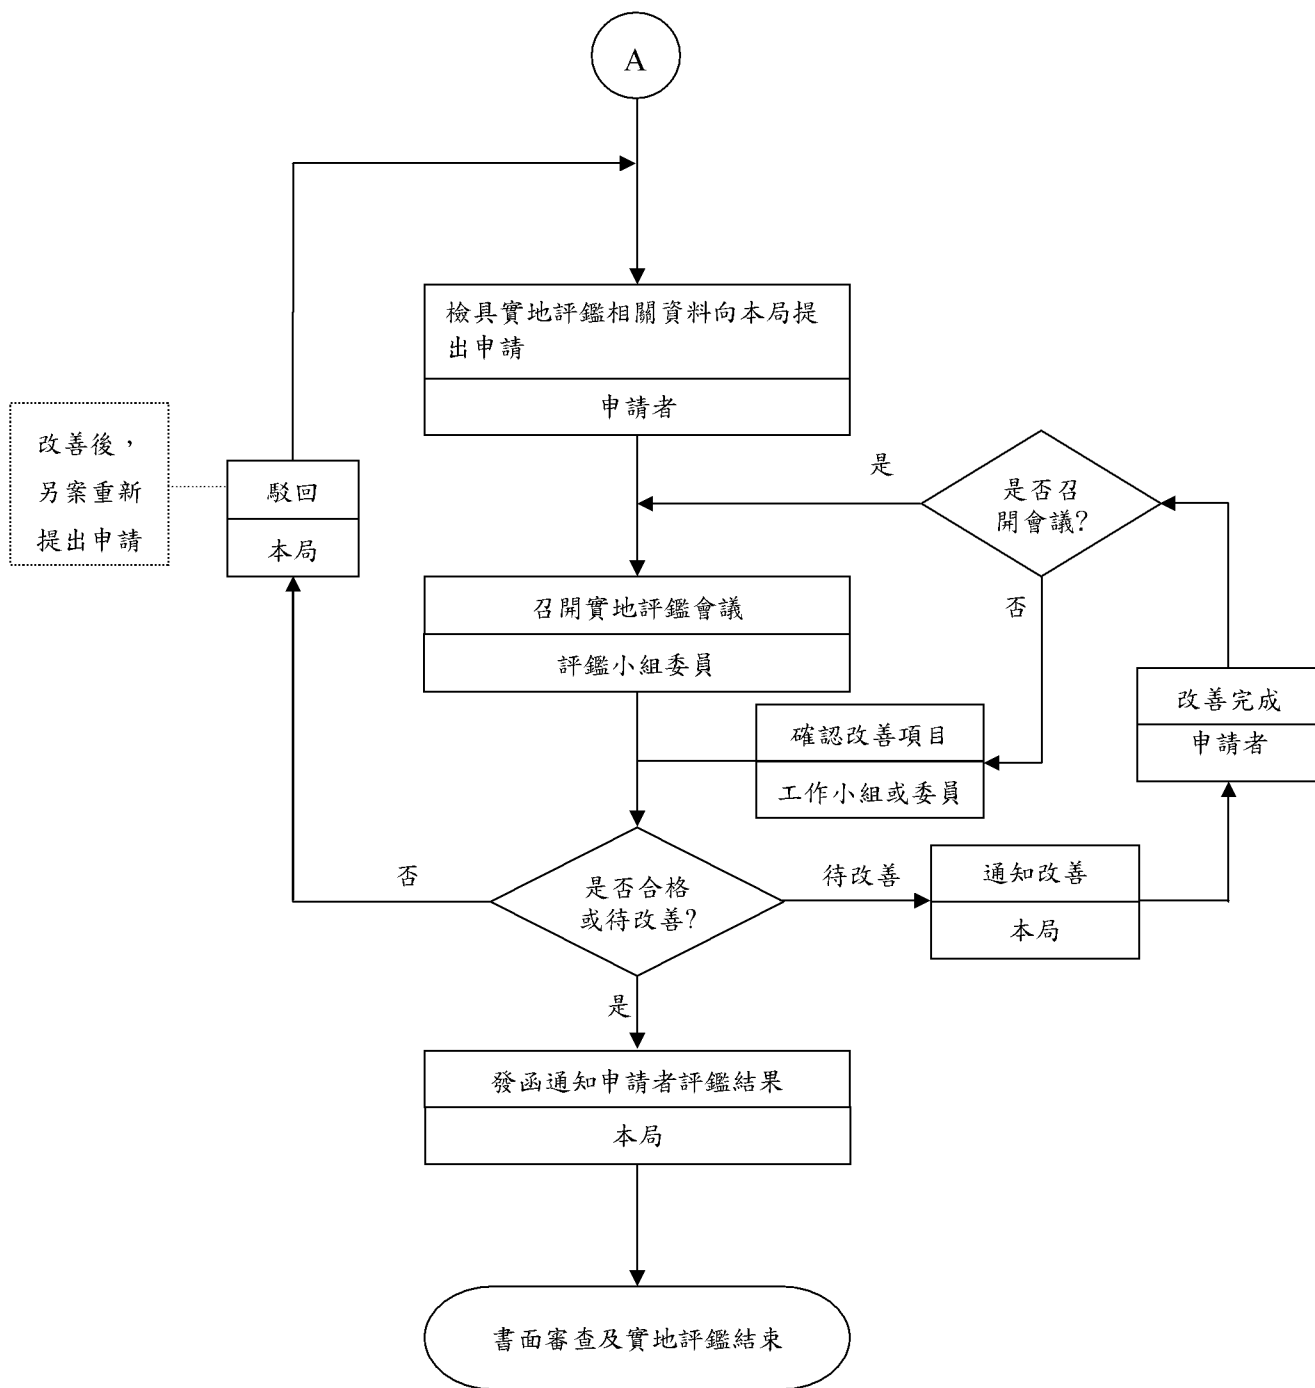 A
檢具實地評鑑相關資料向本局提
出申請
申請者
改善後，
另案重新
提出申請
駁回
本局
是
是否召
開會議?
否
召開實地評鑑會議
評鑑小組委員
確認改善項目
工作小組或委員
改善完成
申請者
否
是否合格
或待改善?
待改善
通知改善
本局
是
發函通知申請者評鑑結果
本局
書面審查及實地評鑑結束